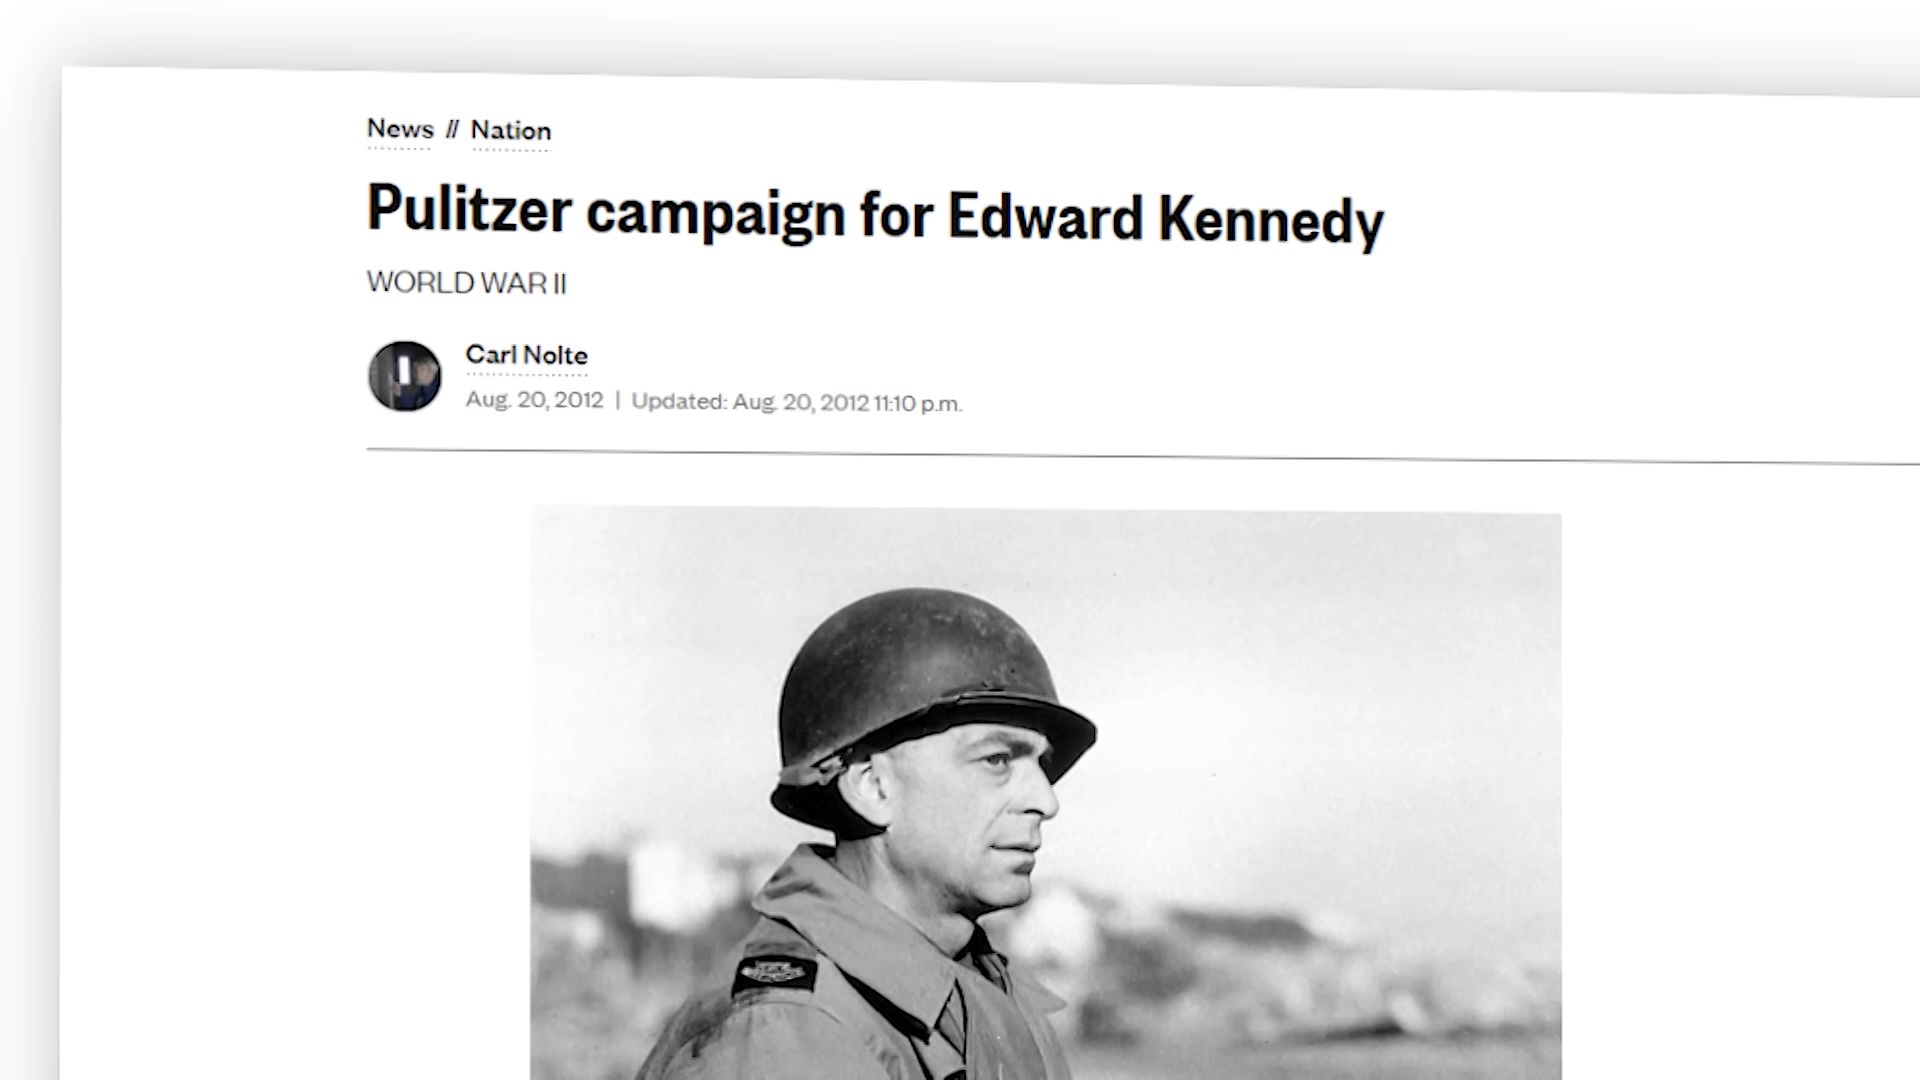 News // Nation
Pulitzer campaign for Edward Kennedy
WORLD WAR II
Carl Nolte
Aug. 20, 2012 | Updated: Aug. 20, 2012 11:10 p.m.